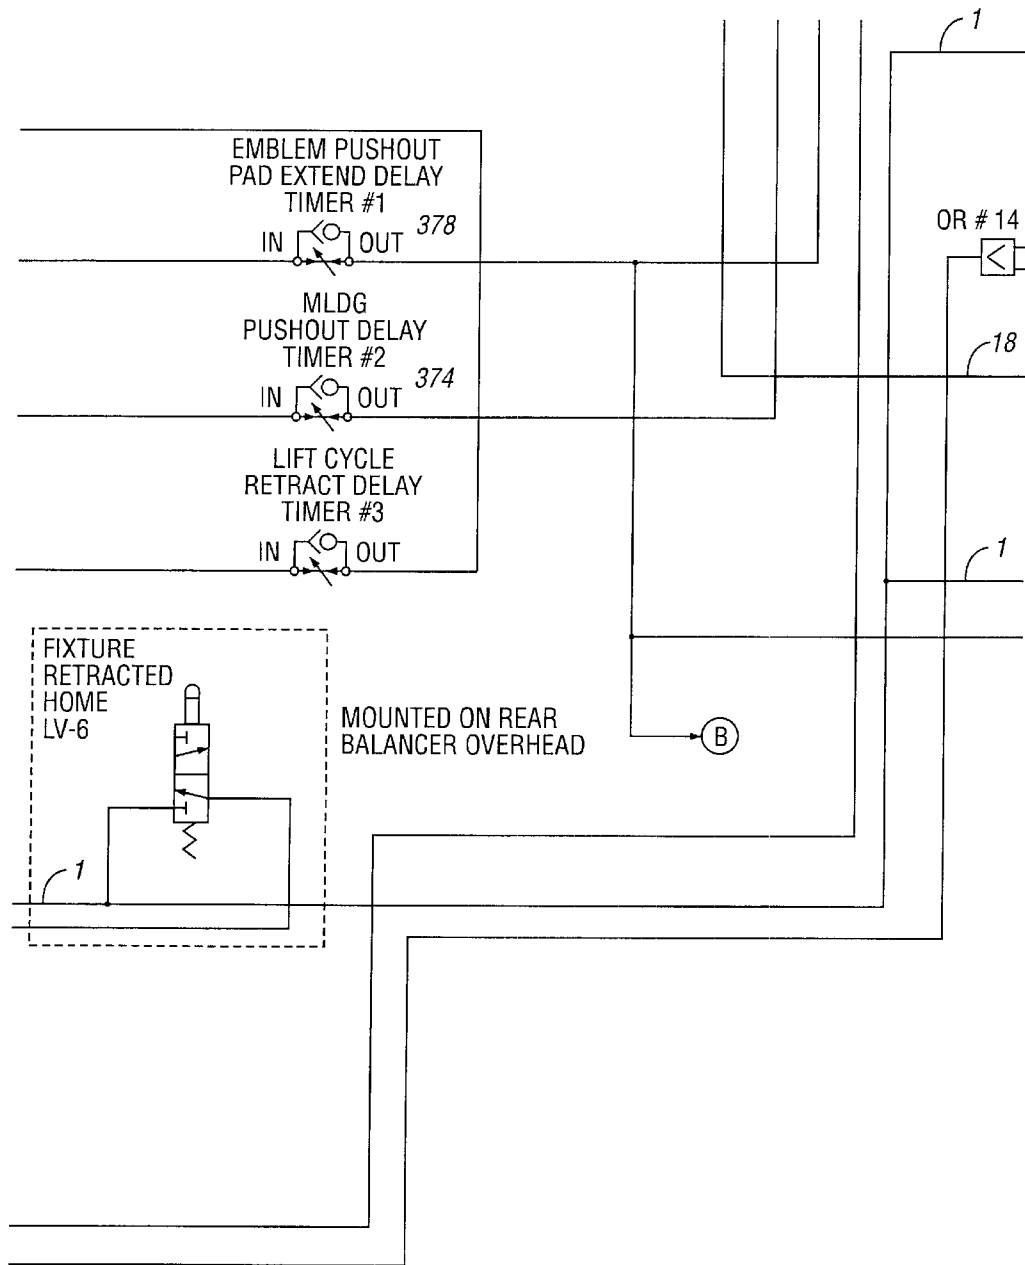 1
EMBLEM PUSHOUT
PAD EXTEND DELAY
TIMER #1
378
IN OUT
OR # 14
MLDG
PUSHOUT DELAY
TIMER #2
18
374
IN OUT
LIFT CYCLE
RETRACT DELAY
TIMER #3
IN OUT
1
FIXTURE
RETRACTED
HOME
LV-6
MOUNTED ON REAR
BALANCER OVERHEAD
B
1